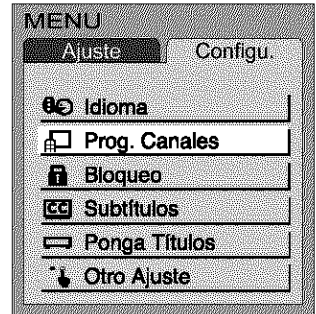 MENU
Ajuste Configu.
Idioma
Prog. Canales
Bloqueo
CC Subtítulos
Ponga Títulos
Otro Ajuste